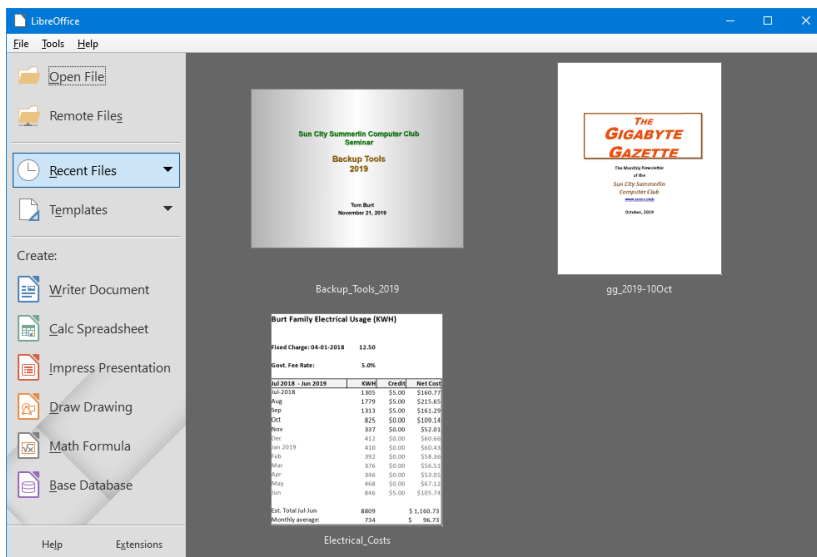 LibreOffice
File Tools Help
Open File
Remote Files
Recent Files
Templates
Create:
Writer Document
Calc Spreadsheet
Impress Presentation
Draw Drawing
Math Formula
Base Database
Help Extensions
Sun City Summerlin Computer Club
Seminar
Backup Tools
2019
Tom Burt
November 21, 2019
Backup_Tools_2019
THE
GIGABYTE
GAZETTE
The Monthly Newsletter
of the
Sun City Summerlin
Computer Club
www.scscc.club
October, 2019
gg_2019-10Oct
Burt Family Electrical Usage (KWH)
Fixed Charge: 04-01-2018 12.50
Govt. Fee Rate: 5.0%
Jul 2018 - Jun 2019 KWH Credit Net Cost
Jul-2018 1305 $5.00 $160.77
Aug 1779 $5.00 $215.65
Sep 1313 $5.00 $161.29
Oct 825 $0.00 $109.14
Nov 337 $0.00 $52.01
Dec 412 $0.00 $60.66
Jan 2019 410 $0.00 $60.43
Feb 392 $0.00 $58.36
Mar 376 $0.00 $56.51
Apr 346 $0.00 $53.05
May 468 $0.00 $67.12
Jun 846 $5.00 $105.74
Est. Total Jul-Jun 8809 $ 1,160.73
Monthly average: 734 $ 96.73
Electrical_Costs